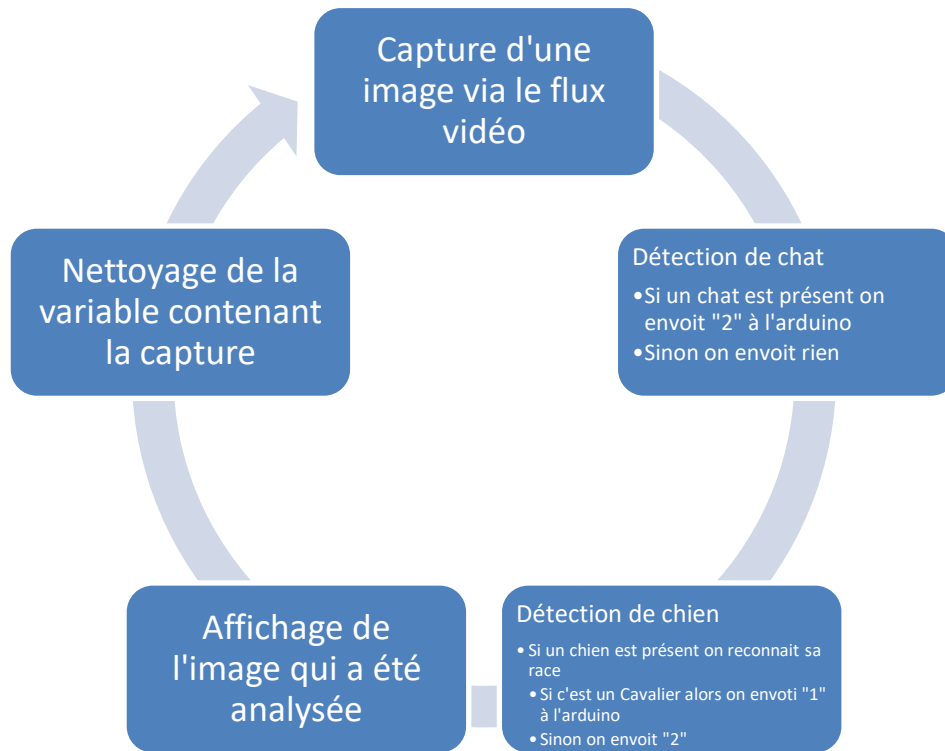 Capture d'une
image via le flux
vidéo
Détection de chat
•Si un chat est présent on
envoit "2" à l'arduino
•Sinon on envoit rien
Détection de chien
• Si un chien est présent on reconnait sa
race
• Si c'est un Cavalier alors on envoti "1"
à l'arduino
• Sinon on envoit "2"
Affichage de
l'image qui a été
analysée
Nettoyage de la
variable contenant
la capture